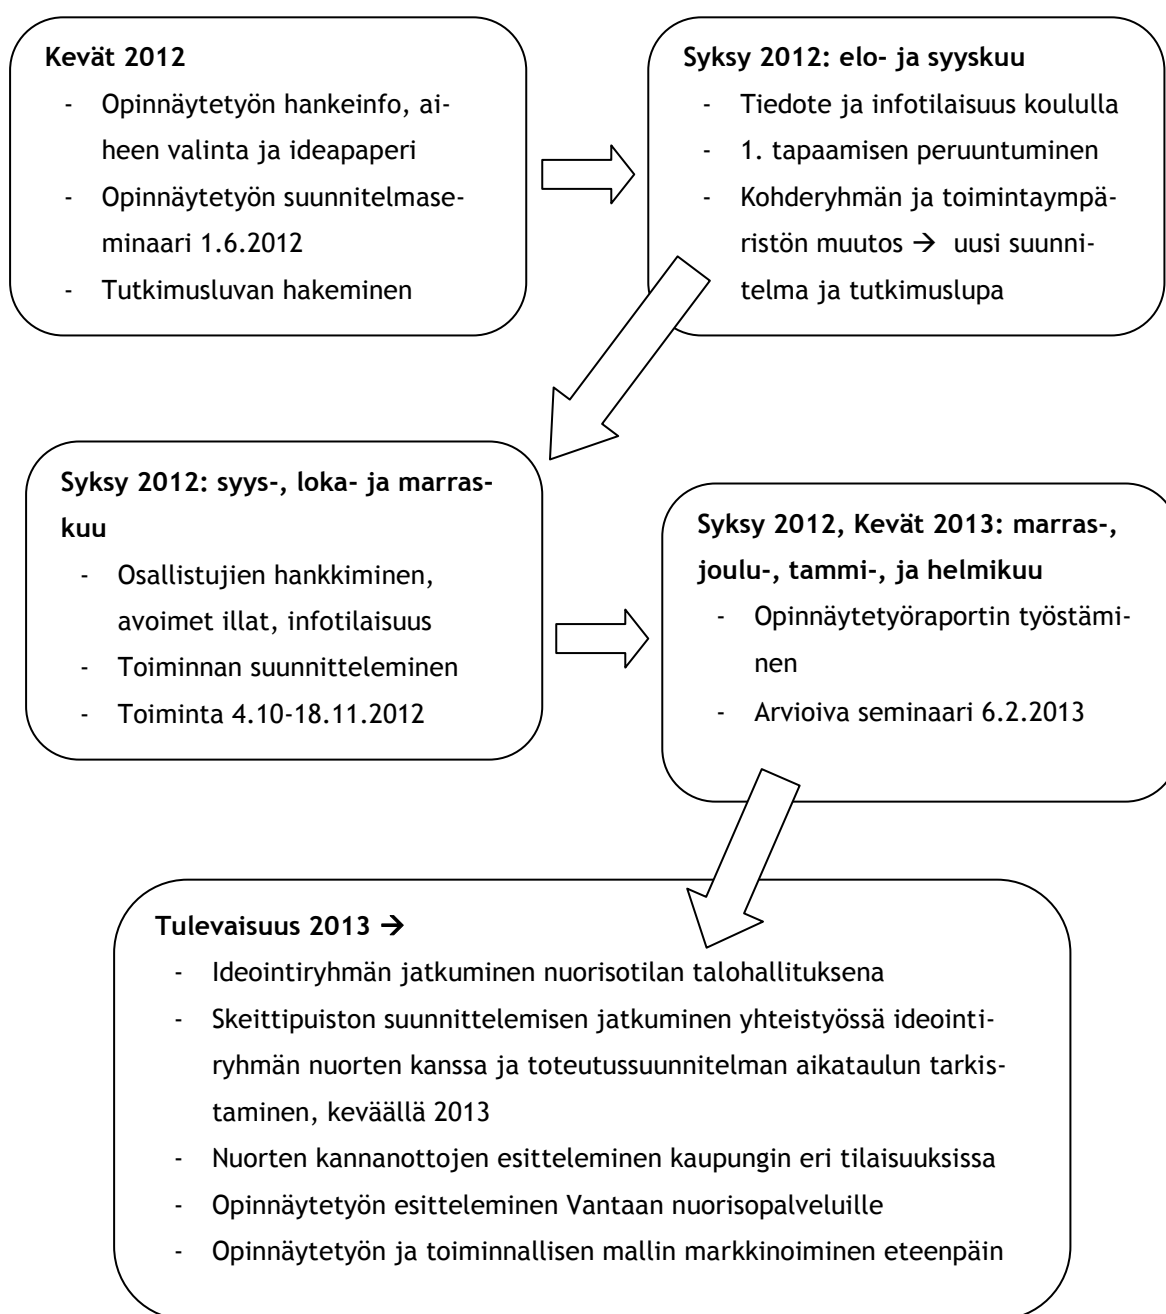 Kevät 2012
- Opinnäytetyön hankeinfo, ai-
heen valinta ja ideapaperi
- Opinnäytetyön suunnitelmase-
minaari 1.6.2012
- Tutkimusluvan hakeminen
Syksy 2012: elo- ja syyskuu
- Tiedote ja infotilaisuus koululla
- 1. tapaamisen peruuntuminen
- Kohderyhmän ja toimintaympä-
ristön muutos → uusi suunni-
telma ja tutkimuslupa
Syksy 2012: syys-, loka- ja marras-
kuu
- Osallistujien hankkiminen,
avoimet illat, infotilaisuus
- Toiminnan suunnitteleminen
- Toiminta 4.10-18.11.2012
Syksy 2012, Kevät 2013: marras-,
joulu-, tammi-, ja helmikuu
- Opinnäytetyöraportin työstämi-
nen
- Arvioiva seminaari 6.2.2013
Tulevaisuus 2013 →
- Ideointiryhmän jatkuminen nuorisotilan talohallituksena
- Skeittipuiston suunnittelemisen jatkuminen yhteistyössä ideointi-
ryhmän nuorten kanssa ja toteutussuunnitelman aikataulun tarkis-
taminen, keväällä 2013
- Nuorten kannanottojen esitteleminen kaupungin eri tilaisuuksissa
- Opinnäytetyön esitteleminen Vantaan nuorisopalveluille
- Opinnäytetyön ja toiminnallisen mallin markkinoiminen eteenpäin